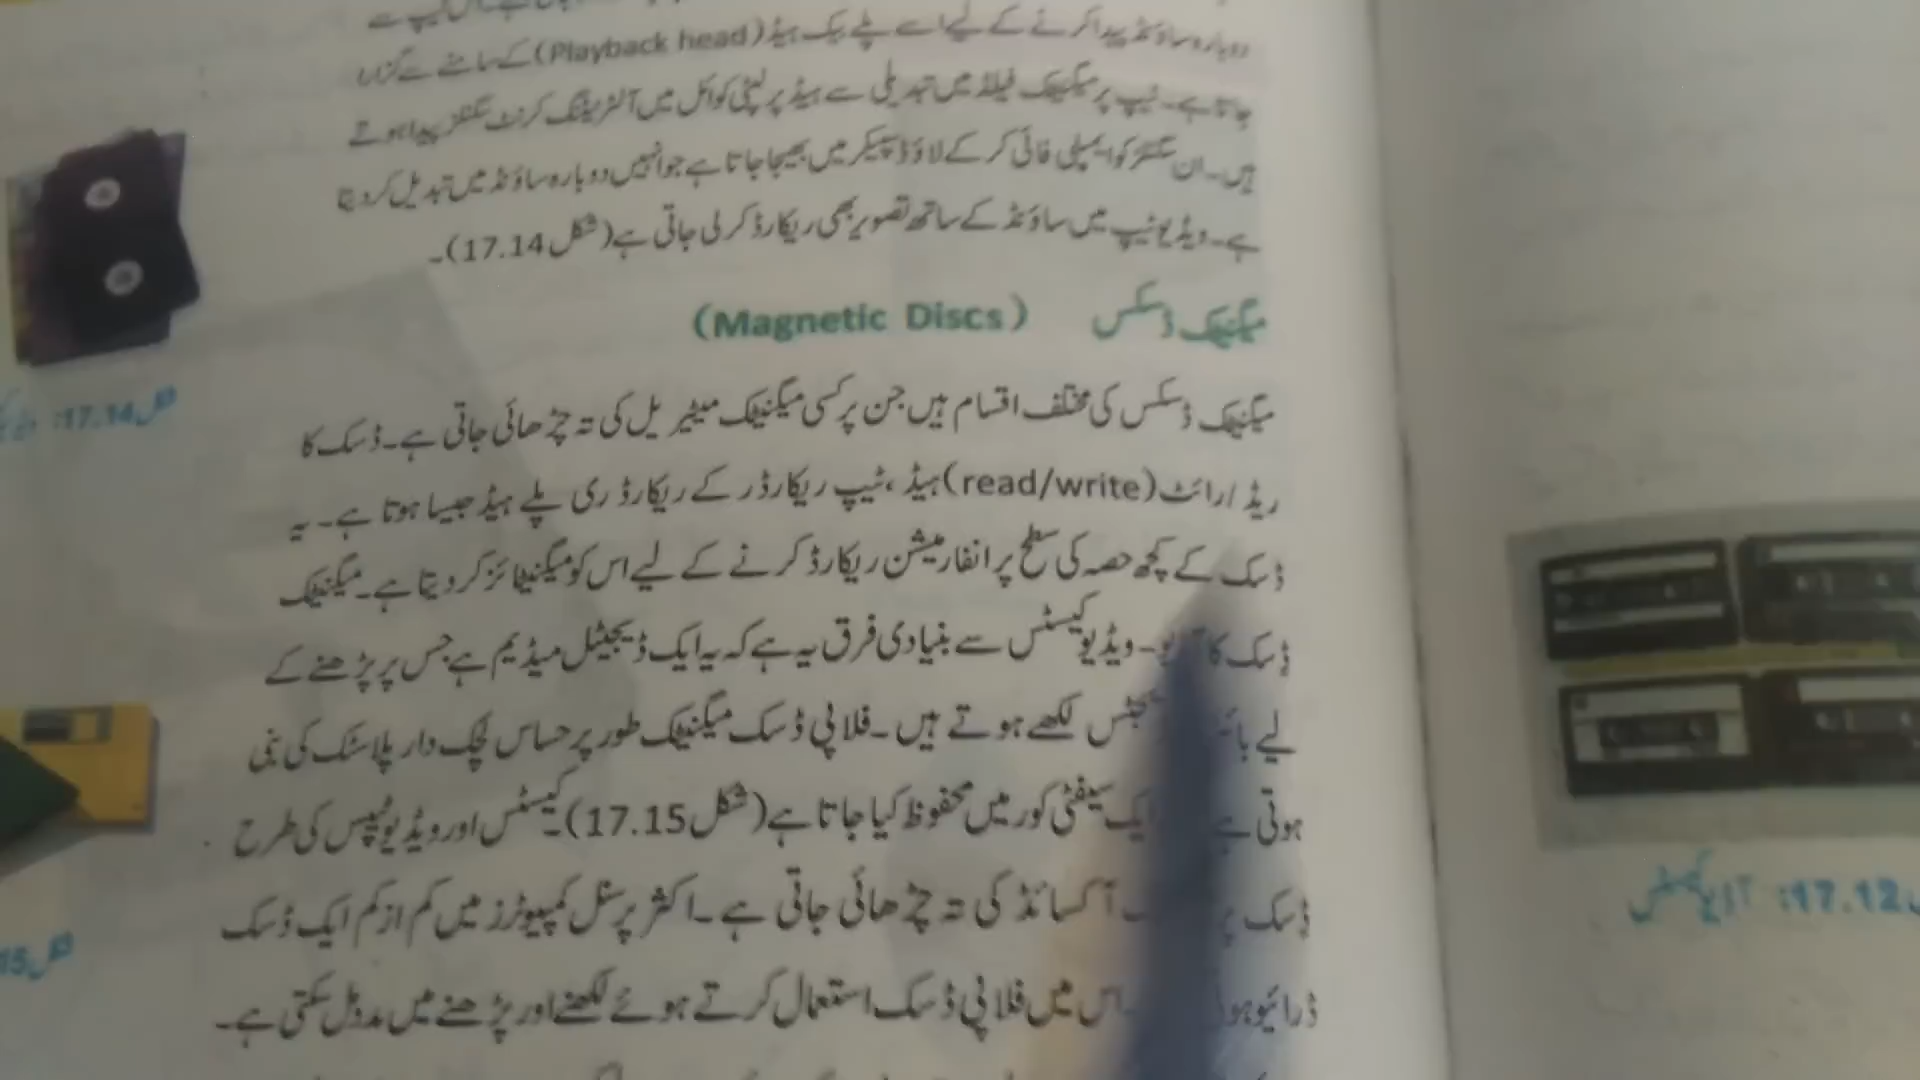 دوبارہ ساؤنڈ پیدا کرنے کے لیے اسے پلے بیک ہیڈ (Playback head) کے سامنے سے گزارا
جاتا ہے۔ ٹیپ پر میگنیٹک فیلڈ میں تبدیلی سے ہیڈ پر لپٹی کوائل میں آلٹرنیٹنگ کرنٹ سگنلز پیدا ہوتے
ہیں۔ ان سگنلز کو ایمپلی فائی کر کے لاؤڈ سپیکر میں بھیجا جاتا ہے جو انہیں دوبارہ ساؤنڈ میں تبدیل کر دیتا
ہے۔ ویڈیو ٹیپ میں ساؤنڈ کے ساتھ تصویر بھی ریکارڈ کر لی جاتی ہے (شکل 17.14)۔
میگنیٹک ڈسکس (Magnetic Discs)
میگنیٹک ڈسکس کی مختلف اقسام ہیں جن پر کسی میگنیٹک میٹیریل کی تہ چڑھائی جاتی ہے۔ ڈسک کا
ریڈ/رائٹ (read/write) ہیڈ، ٹیپ ریکارڈر کے ریکارڈ ری پلے ہیڈ جیسا ہوتا ہے۔ یہ
ڈسک کے کچھ حصہ کی سطح پر انفارمیشن ریکارڈ کرنے کے لیے اس کو میگنیٹائز کر دیتا ہے۔ میگنیٹک
ڈسک کا ۔ ویڈیو کیسٹس سے بنیادی فرق یہ ہے کہ یہ ایک ڈیجیٹل میڈیم ہے جس پر پڑھنے کے
لیے لکھے ہوتے ہیں۔ فلاپی ڈسک میگنیٹک طور پر حساس لچک دار پلاسٹک کی بنی
ہوتی سیفٹی کور میں محفوظ کیا جاتا ہے (شکل 17.15)۔ کیسٹس اور ویڈیو ٹیپس کی طرح
ڈسک آکسائڈ کی تہ چڑھائی جاتی ہے۔ اکثر پرسنل کمپیوٹرز میں کم از کم ایک ڈسک
ڈرائیو اس میں فلاپی ڈسک استعمال کرتے ہوئے لکھنے اور پڑھنے میں مدد مل سکتی ہے۔
شکل 17.14:
شکل 15
17.12: آڈیو کیسٹس